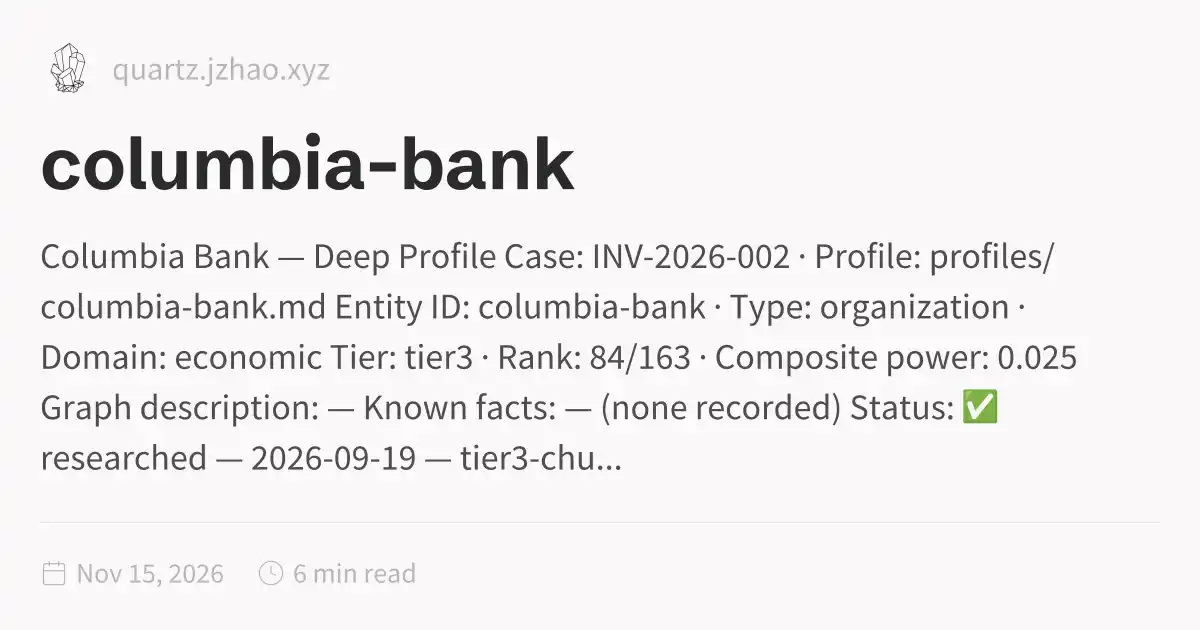 quartz.jzhao.xyz
columbia-bank
Columbia Bank — Deep Profile Case: INV-2026-002 · Profile: profiles/
columbia-bank.md Entity ID: columbia-bank · Type: organization ·
Domain: economic Tier: tier3 · Rank: 84/163 · Composite power: 0.025
Graph description: — Known facts: — (none recorded) Status: ✅
researched — 2026-09-19 — tier3-chu...
Nov 15, 2026 6 min read